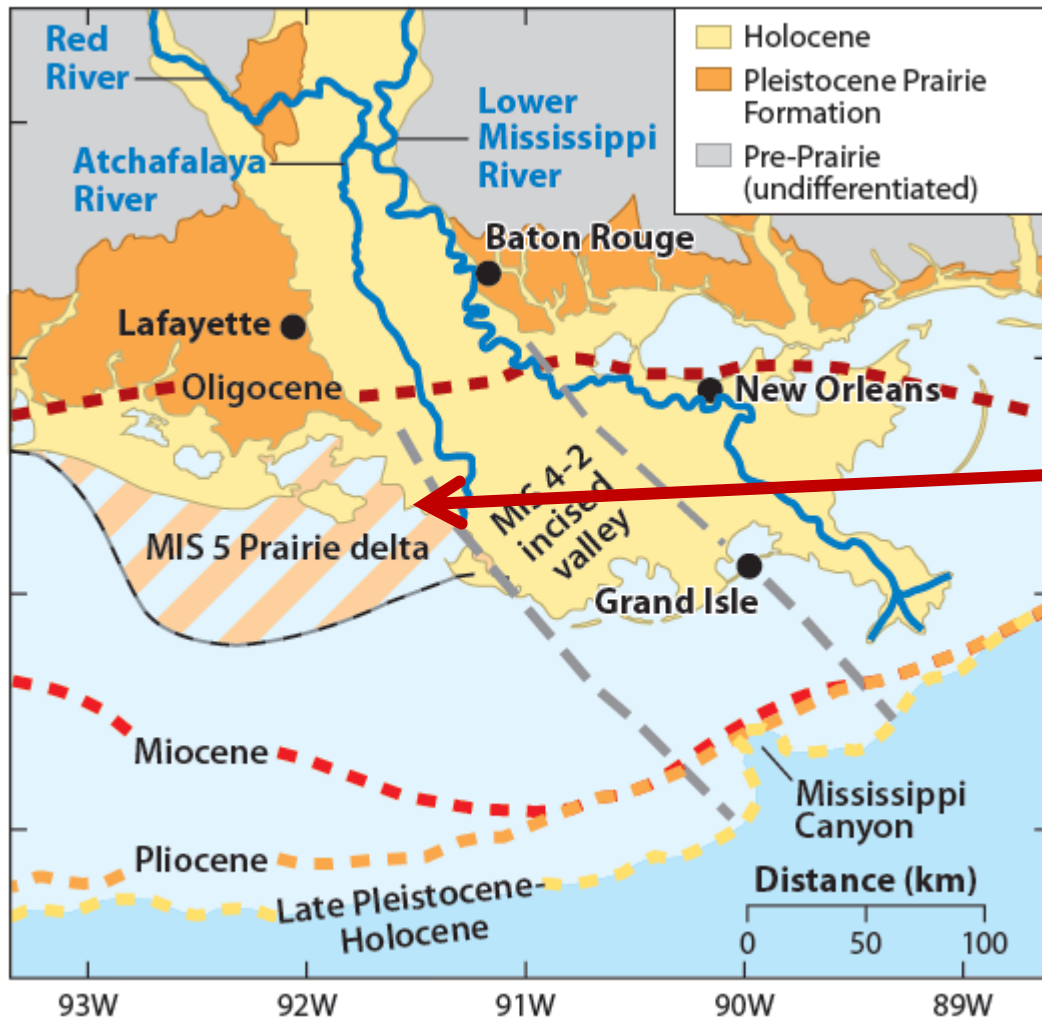 Red
River
Atchafalaya
River
Lower
Mississippi
River
Holocene
Pleistocene Prairie
Formation
Pre-Prairie
(undifferentiated)
Baton Rouge
Lafayette
Oligocene
New Orleans
MIS 4-2
incised
valley
MIS 5 Prairie delta
Grand Isle
Miocene
Mississippi
Canyon
Pliocene
Late Pleistocene-
Holocene
Distance (km)
0 50 100
93W 92W 91W 90W 89W